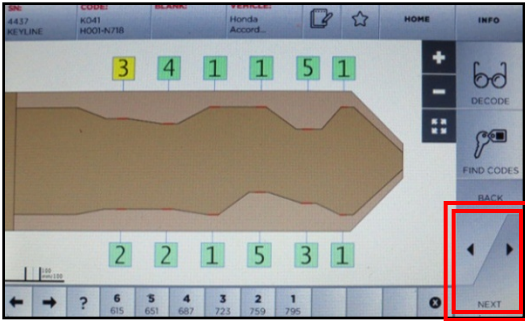 SN:
4437
KEYLINE
CODE:
K041
H001-N718
BLANK:
VEHICLE:
Honda
Accord...
HOME
INFO
3 4 1 1 5 1
+
−
DECODE
FIND CODES
BACK
2 2 1 5 3 1
NEXT
← → ?
6 5 4 3 2 1
615 651 687 723 759 795